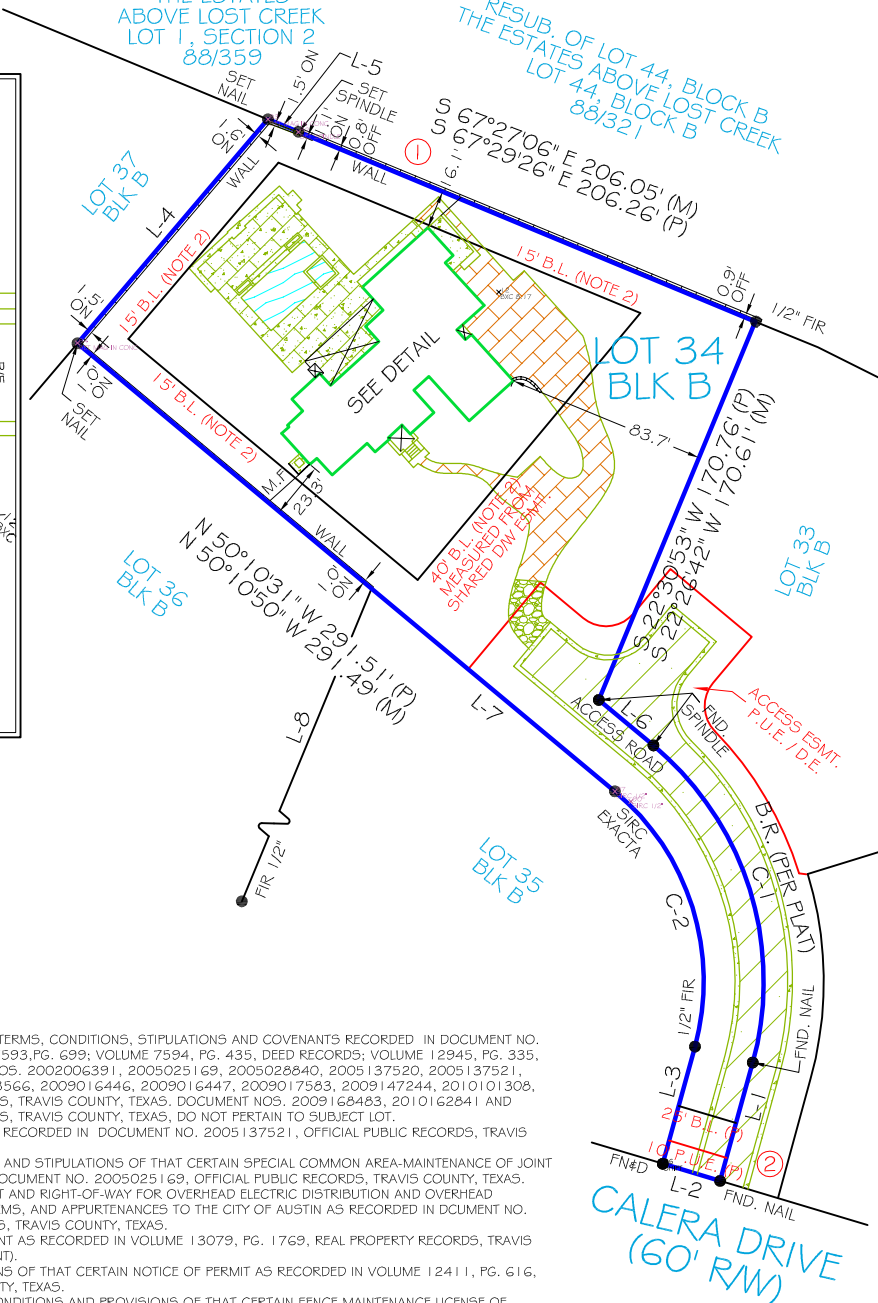 THE ESTATES
ABOVE LOST CREEK
LOT 1, SECTION 2
88/359
RESUB. OF LOT 44, BLOCK B
THE ESTATES ABOVE LOST CREEK
LOT 44, BLOCK B
88/321
L-5
.5' ON
SET
NAIL
SET
SPINDLE
0.8'
OFF
1
S 67°27'06" E 206.05' (M)
S 67°29'26" E 206.26' (P)
WALL
16.1'
LOT 37
BLK B
L-4
WALL
15' B.L. (NOTE 2)
15' B.L. (NOTE 2)
0.9'
OFF
1/2" FIR
LOT 34
BLK B
SEE DETAIL
83.7'
15' B.L. (NOTE 2)
SET
NAIL
M.F.
23.3'
WALL
S 22°30'53" W 170.76' (P)
S 22°26'42" W 170.61' (M)
40' B.L. (NOTE 2)
MEASURED FROM
SHARED D/W ESMT.
LOT 33
BLK B
LOT 36
BLK B
N 50°10'31" W 291.51' (P)
N 50°10'50" W 291.49' (M)
L-7
L-6
FND
SPINDLE
ACCESS ROAD
ACCESS ESMT.
P.U.E. / D.E.
L-8
FIR 1/2"
SIRC
EXACTA
LOT 35
BLK B
B.R. (PER PLAT)
C-1
C-2
1/2" FIR
FND. NAIL
L-3
L-1
25' B.L. (P)
10' P.U.E. (P)
2
FN#D
L-2
FND. NAIL
CALERA DRIVE
(60' R/W)
TERMS, CONDITIONS, STIPULATIONS AND COVENANTS RECORDED IN DOCUMENT NO.
593,PG. 699; VOLUME 7594, PG. 435, DEED RECORDS; VOLUME 12945, PG. 335,
OS. 2002006391, 2005025169, 2005028840, 2005137520, 2005137521,
3566, 2009016446, 2009016447, 2009017583, 2009147244, 2010101308,
S, TRAVIS COUNTY, TEXAS. DOCUMENT NOS. 2009168483, 2010162841 AND
S, TRAVIS COUNTY, TEXAS, DO NOT PERTAIN TO SUBJECT LOT.
RECORDED IN DOCUMENT NO. 2005137521, OFFICIAL PUBLIC RECORDS, TRAVIS
AND STIPULATIONS OF THAT CERTAIN SPECIAL COMMON AREA-MAINTENANCE OF JOINT
OCUMENT NO. 2005025169, OFFICIAL PUBLIC RECORDS, TRAVIS COUNTY, TEXAS.
T AND RIGHT-OF-WAY FOR OVERHEAD ELECTRIC DISTRIBUTION AND OVERHEAD
EMS, AND APPURTENANCES TO THE CITY OF AUSTIN AS RECORDED IN DCUMENT NO.
S, TRAVIS COUNTY, TEXAS.
NT AS RECORDED IN VOLUME 13079, PG. 1769, REAL PROPERTY RECORDS, TRAVIS
NT).
NS OF THAT CERTAIN NOTICE OF PERMIT AS RECORDED IN VOLUME 12411, PG. 616,
TY, TEXAS.
ONDITIONS AND PROVISIONS OF THAT CERTAIN FENCE MAINTENANCE LICENSE OF